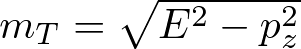 $m_T = \sqrt{E^2 - p_z^2}$